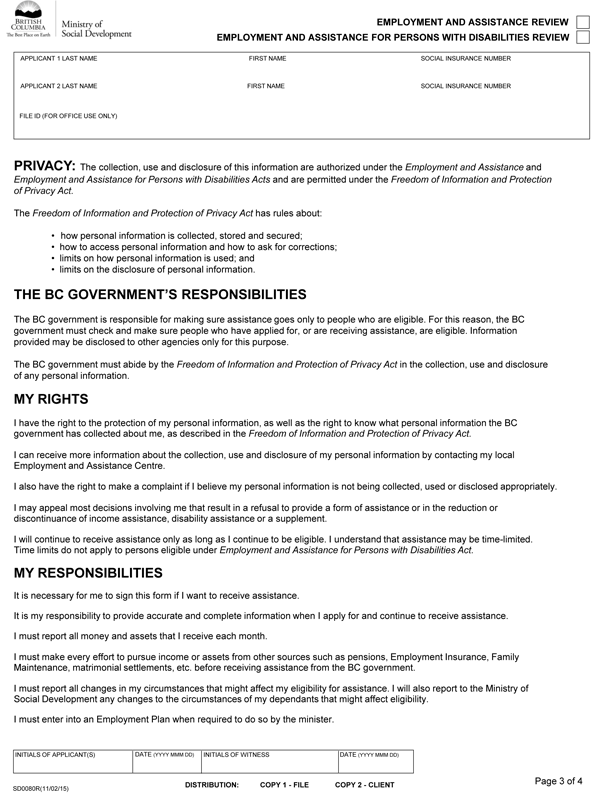 BRITISH
COLUMBIA
The Best Place on Earth
Ministry of
Social Development
EMPLOYMENT AND ASSISTANCE REVIEW
EMPLOYMENT AND ASSISTANCE FOR PERSONS WITH DISABILITIES REVIEW
APPLICANT 1 LAST NAME FIRST NAME SOCIAL INSURANCE NUMBER
APPLICANT 2 LAST NAME FIRST NAME SOCIAL INSURANCE NUMBER
FILE ID (FOR OFFICE USE ONLY)
PRIVACY: The collection, use and disclosure of this information are authorized under the Employment and Assistance and
Employment and Assistance for Persons with Disabilities Acts and are permitted under the Freedom of Information and Protection
of Privacy Act.
The Freedom of Information and Protection of Privacy Act has rules about:
• how personal information is collected, stored and secured;
• how to access personal information and how to ask for corrections;
• limits on how personal information is used; and
• limits on the disclosure of personal information.
THE BC GOVERNMENT'S RESPONSIBILITIES
The BC government is responsible for making sure assistance goes only to people who are eligible. For this reason, the BC
government must check and make sure people who have applied for, or are receiving assistance, are eligible. Information
provided may be disclosed to other agencies only for this purpose.
The BC government must abide by the Freedom of Information and Protection of Privacy Act in the collection, use and disclosure
of any personal information.
MY RIGHTS
I have the right to the protection of my personal information, as well as the right to know what personal information the BC
government has collected about me, as described in the Freedom of Information and Protection of Privacy Act.
I can receive more information about the collection, use and disclosure of my personal information by contacting my local
Employment and Assistance Centre.
I also have the right to make a complaint if I believe my personal information is not being collected, used or disclosed appropriately.
I may appeal most decisions involving me that result in a refusal to provide a form of assistance or in the reduction or
discontinuance of income assistance, disability assistance or a supplement.
I will continue to receive assistance only as long as I continue to be eligible. I understand that assistance may be time-limited.
Time limits do not apply to persons eligible under Employment and Assistance for Persons with Disabilities Act.
MY RESPONSIBILITIES
It is necessary for me to sign this form if I want to receive assistance.
It is my responsibility to provide accurate and complete information when I apply for and continue to receive assistance.
I must report all money and assets that I receive each month.
I must make every effort to pursue income or assets from other sources such as pensions, Employment Insurance, Family
Maintenance, matrimonial settlements, etc. before receiving assistance from the BC government.
I must report all changes in my circumstances that might affect my eligibility for assistance. I will also report to the Ministry of
Social Development any changes to the circumstances of my dependants that might affect eligibility.
I must enter into an Employment Plan when required to do so by the minister.
INITIALS OF APPLICANT(S) DATE (YYYY MMM DD) INITIALS OF WITNESS DATE (YYYY MMM DD)
SD0080R(11/02/15) DISTRIBUTION: COPY 1 - FILE COPY 2 - CLIENT Page 3 of 4